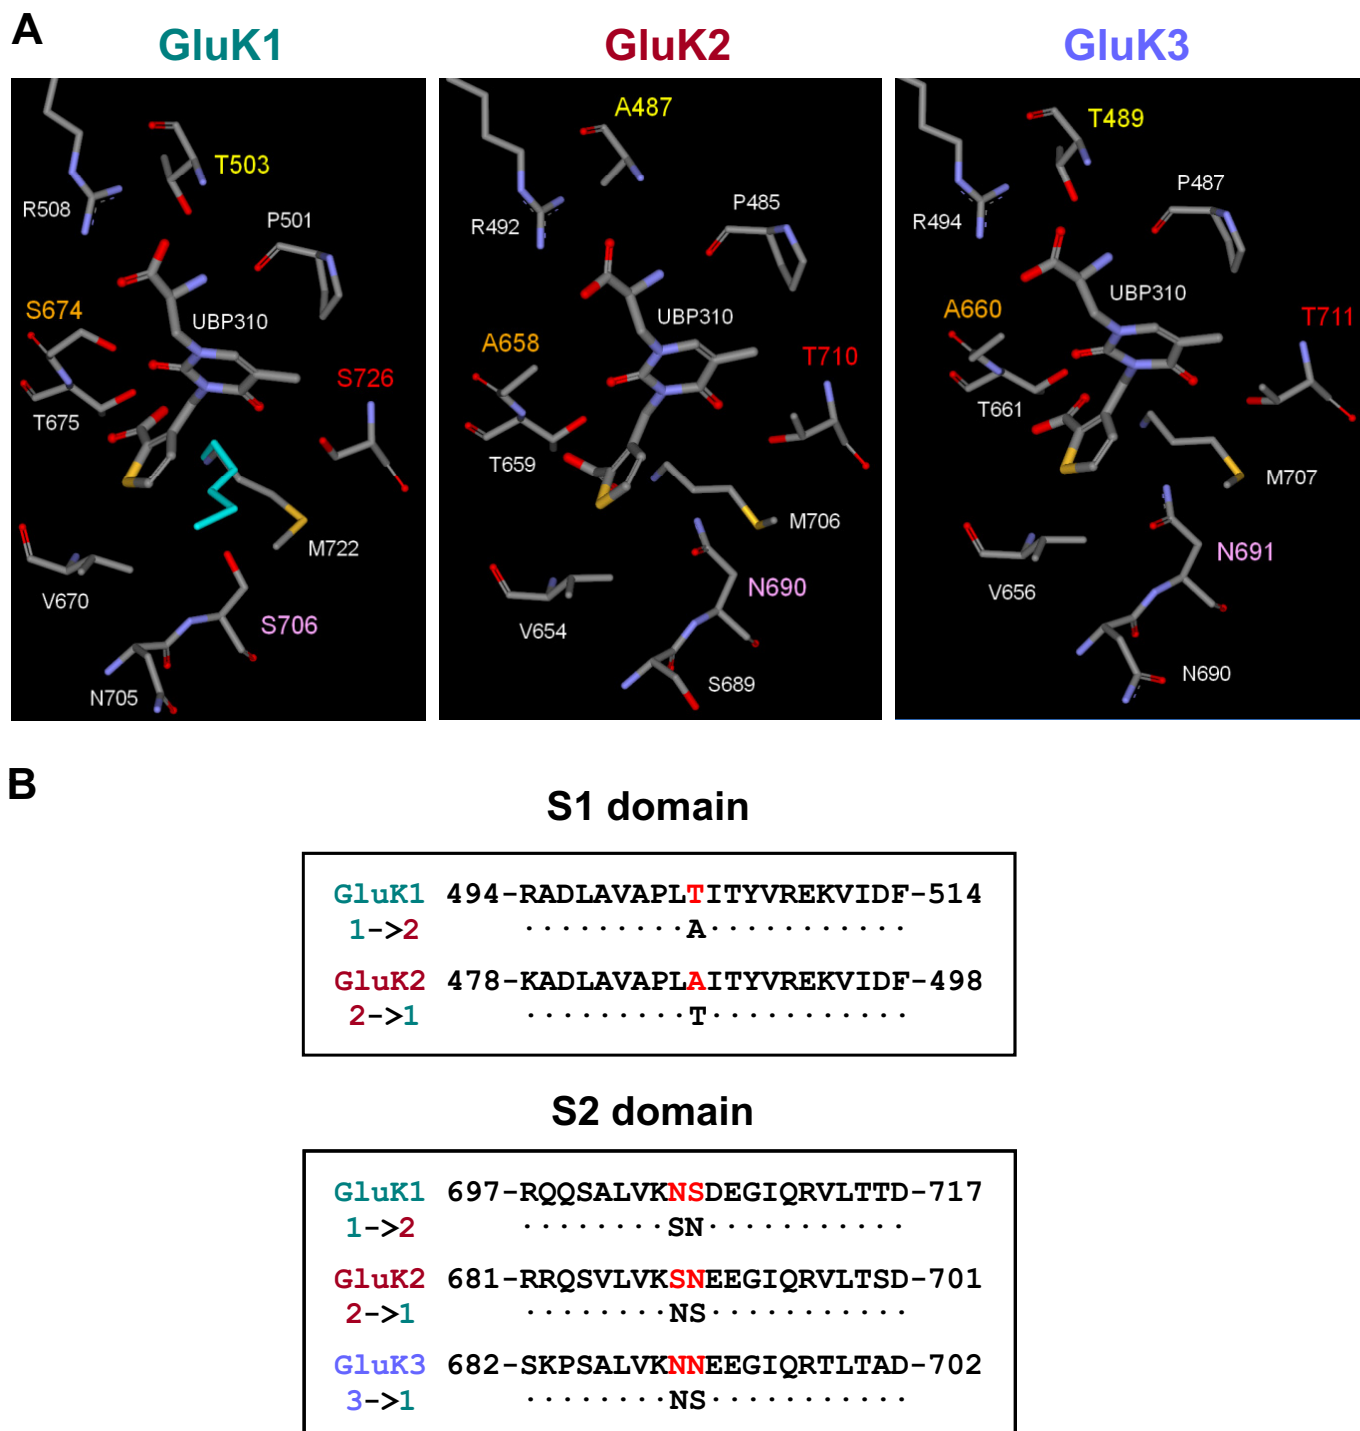 A
GluK1
GluK2
GluK3
R508
T503
P501
S674
UBP310
S726
T675
M722
V670
S706
N705
A487
R492
P485
UBP310
A658
T710
T659
M706
N690
V654
S689
T489
P487
R494
UBP310
A660
T711
T661
M707
N691
V656
N690
B
S1 domain
GluK1 494-RADLAVAPLTITYVREKVIDF-514
1->2 ·········A···········
GluK2 478-KADLAVAPLAITYVREKVIDF-498
2->1 ·········T···········
S2 domain
GluK1 697-RQQSALVKNSDEGIQRVLTTD-717
1->2 ········SN···········
GluK2 681-RRQSVLVKSNEEGIQRVLTSD-701
2->1 ········NS···········
GluK3 682-SKPSALVKNNEEGIQRTLTAD-702
3->1 ········NS···········